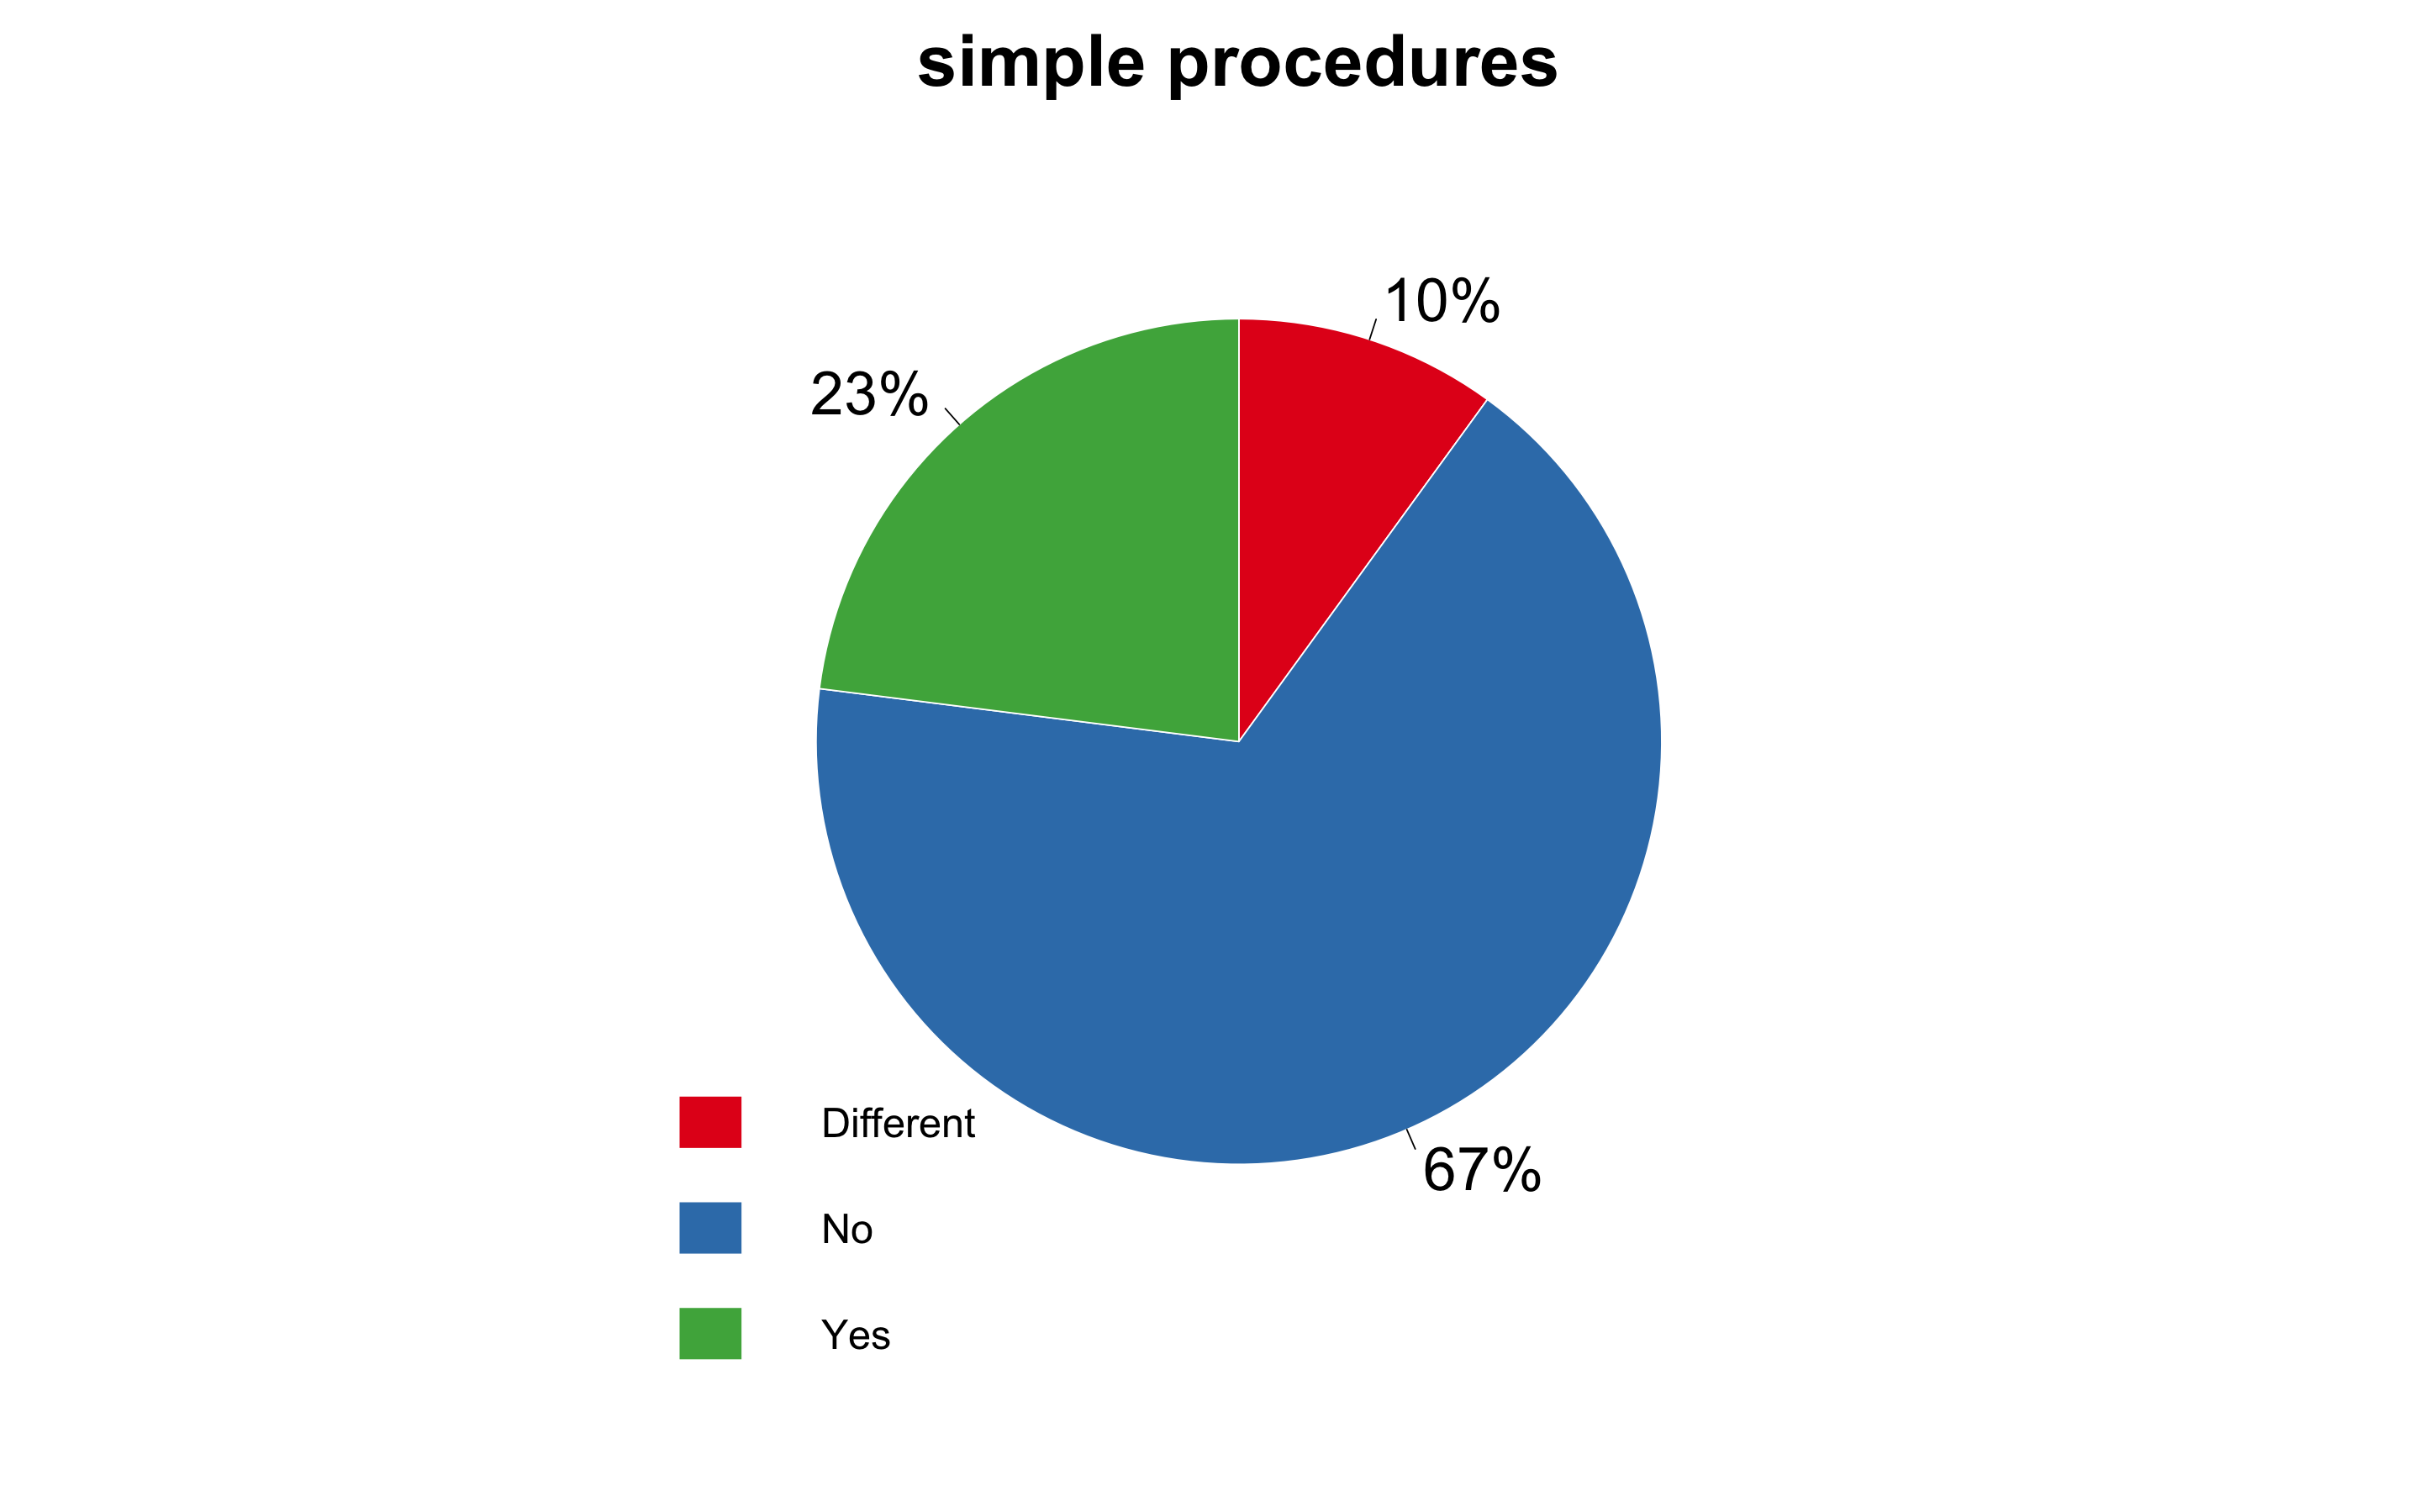 simple procedures
10%
23%
67%
Different
No
Yes